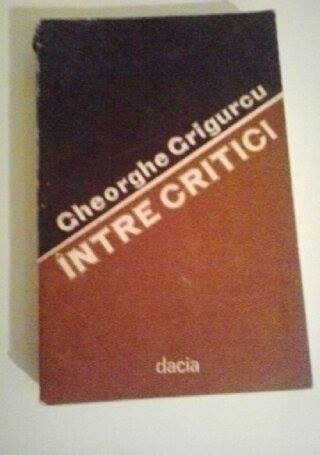 Gheorghe Grigurcu
ÎNTRE CRITICI
dacia